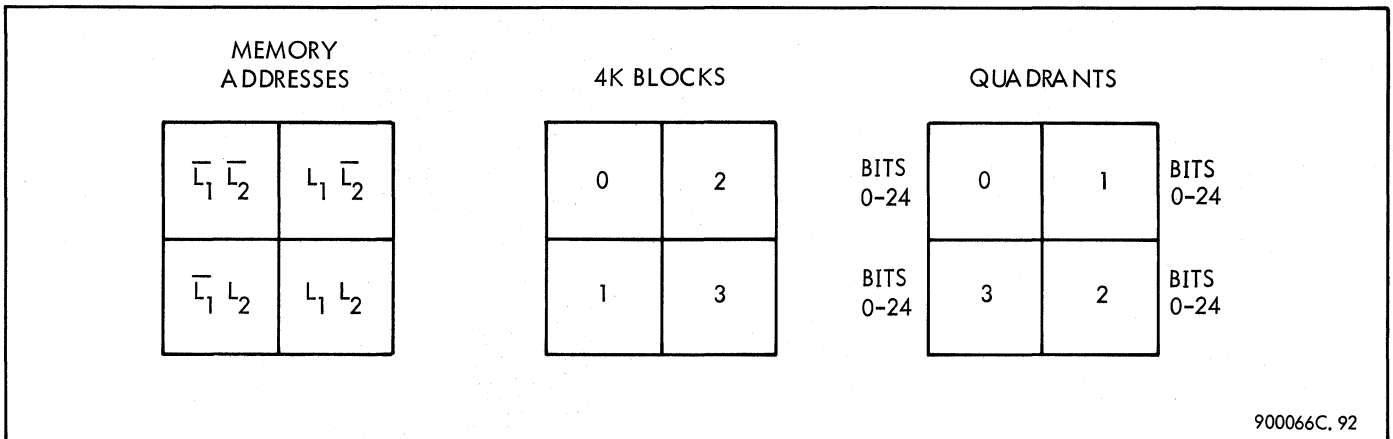 MEMORY
ADDRESSES
4K BLOCKS
QUADRANTS
L̅₁ L̅₂
L₁ L̅₂
L̅₁ L₂
L₁ L₂
0
2
1
3
BITS
0-24
0
1
BITS
0-24
BITS
0-24
3
2
BITS
0-24
900066C. 92